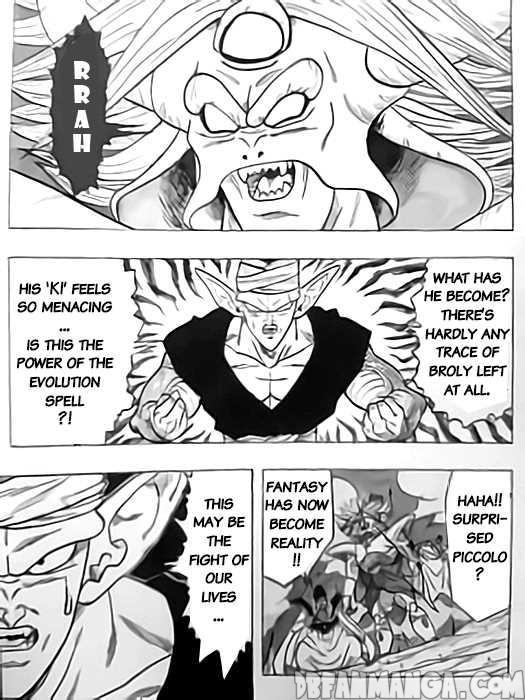 RRAH
WHAT HAS
HE BECOME?
THERE'S
HARDLY ANY
TRACE OF
BROLY LEFT
AT ALL.
HIS 'KI' FEELS
SO MENACING
...
IS THIS THE
POWER OF THE
EVOLUTION
SPELL
?!
HAHA!!
SURPRI-
SED
PICCOLO
?
FANTASY
HAS NOW
BECOME
REALITY
!!
THIS
MAY BE
THE
FIGHT OF
OUR
LIVES
...
DBFANMANGA.COM